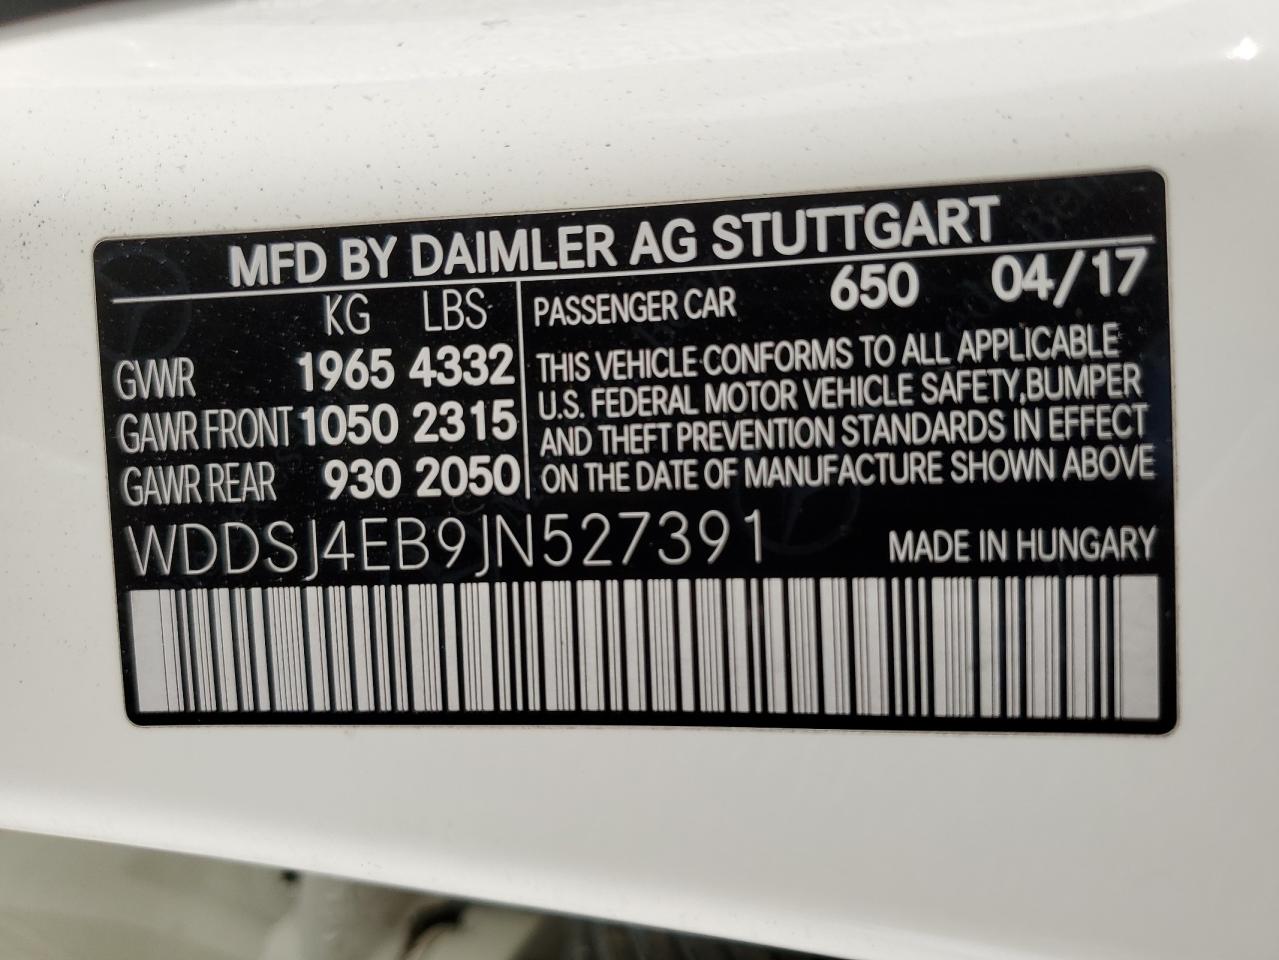 MFD BY DAIMLER AG STUTTGART
KG LBS
GVWR 1965 4332
GAWR FRONT 1050 2315
GAWR REAR 930 2050
PASSENGER CAR 650 04/17
THIS VEHICLE CONFORMS TO ALL APPLICABLE
U.S. FEDERAL MOTOR VEHICLE SAFETY, BUMPER
AND THEFT PREVENTION STANDARDS IN EFFECT
ON THE DATE OF MANUFACTURE SHOWN ABOVE
WDDSJ4EB9JN527391 MADE IN HUNGARY